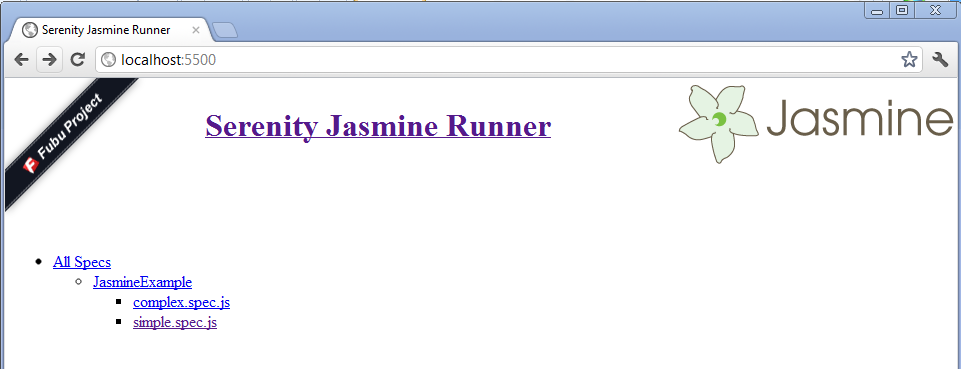 Serenity Jasmine Runner
localhost:5500
Fubu Project
Serenity Jasmine Runner
Jasmine
All Specs
JasmineExample
complex.spec.js
simple.spec.js